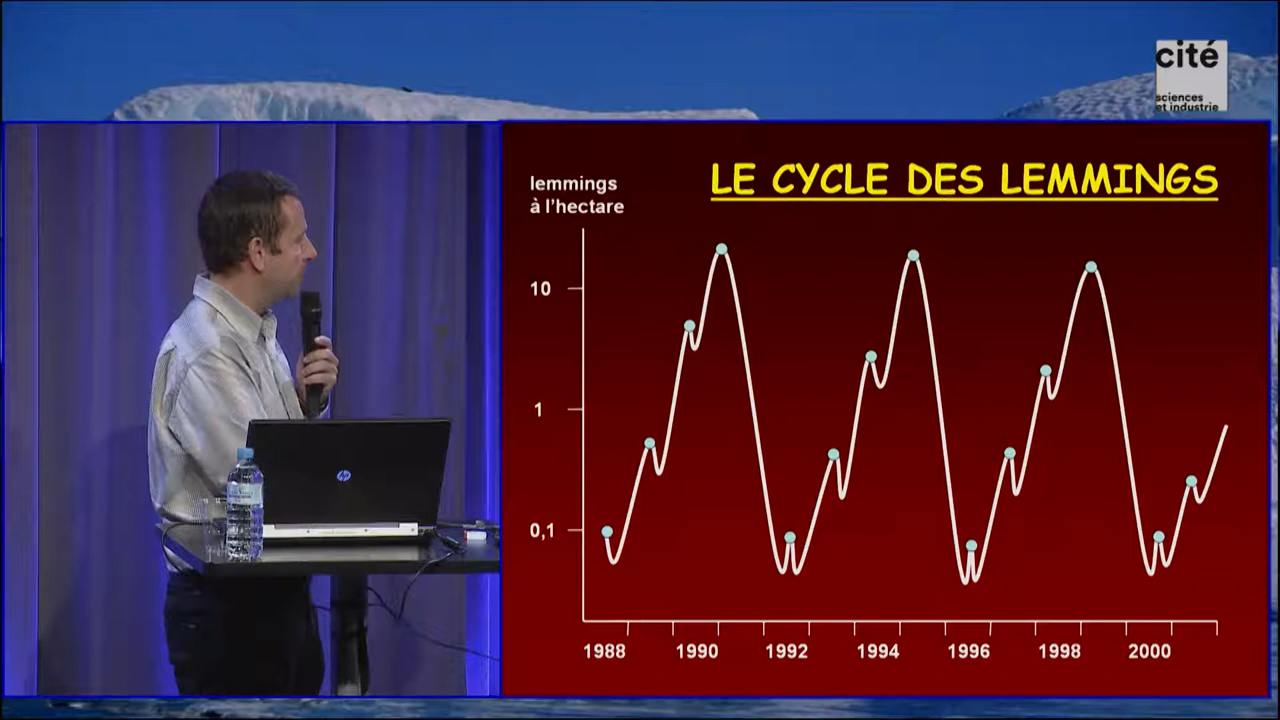 cité
sciences
et industrie
LE CYCLE DES LEMMINGS
lemmings
à l'hectare
10
1
0,1
1988 1990 1992 1994 1996 1998 2000
hp